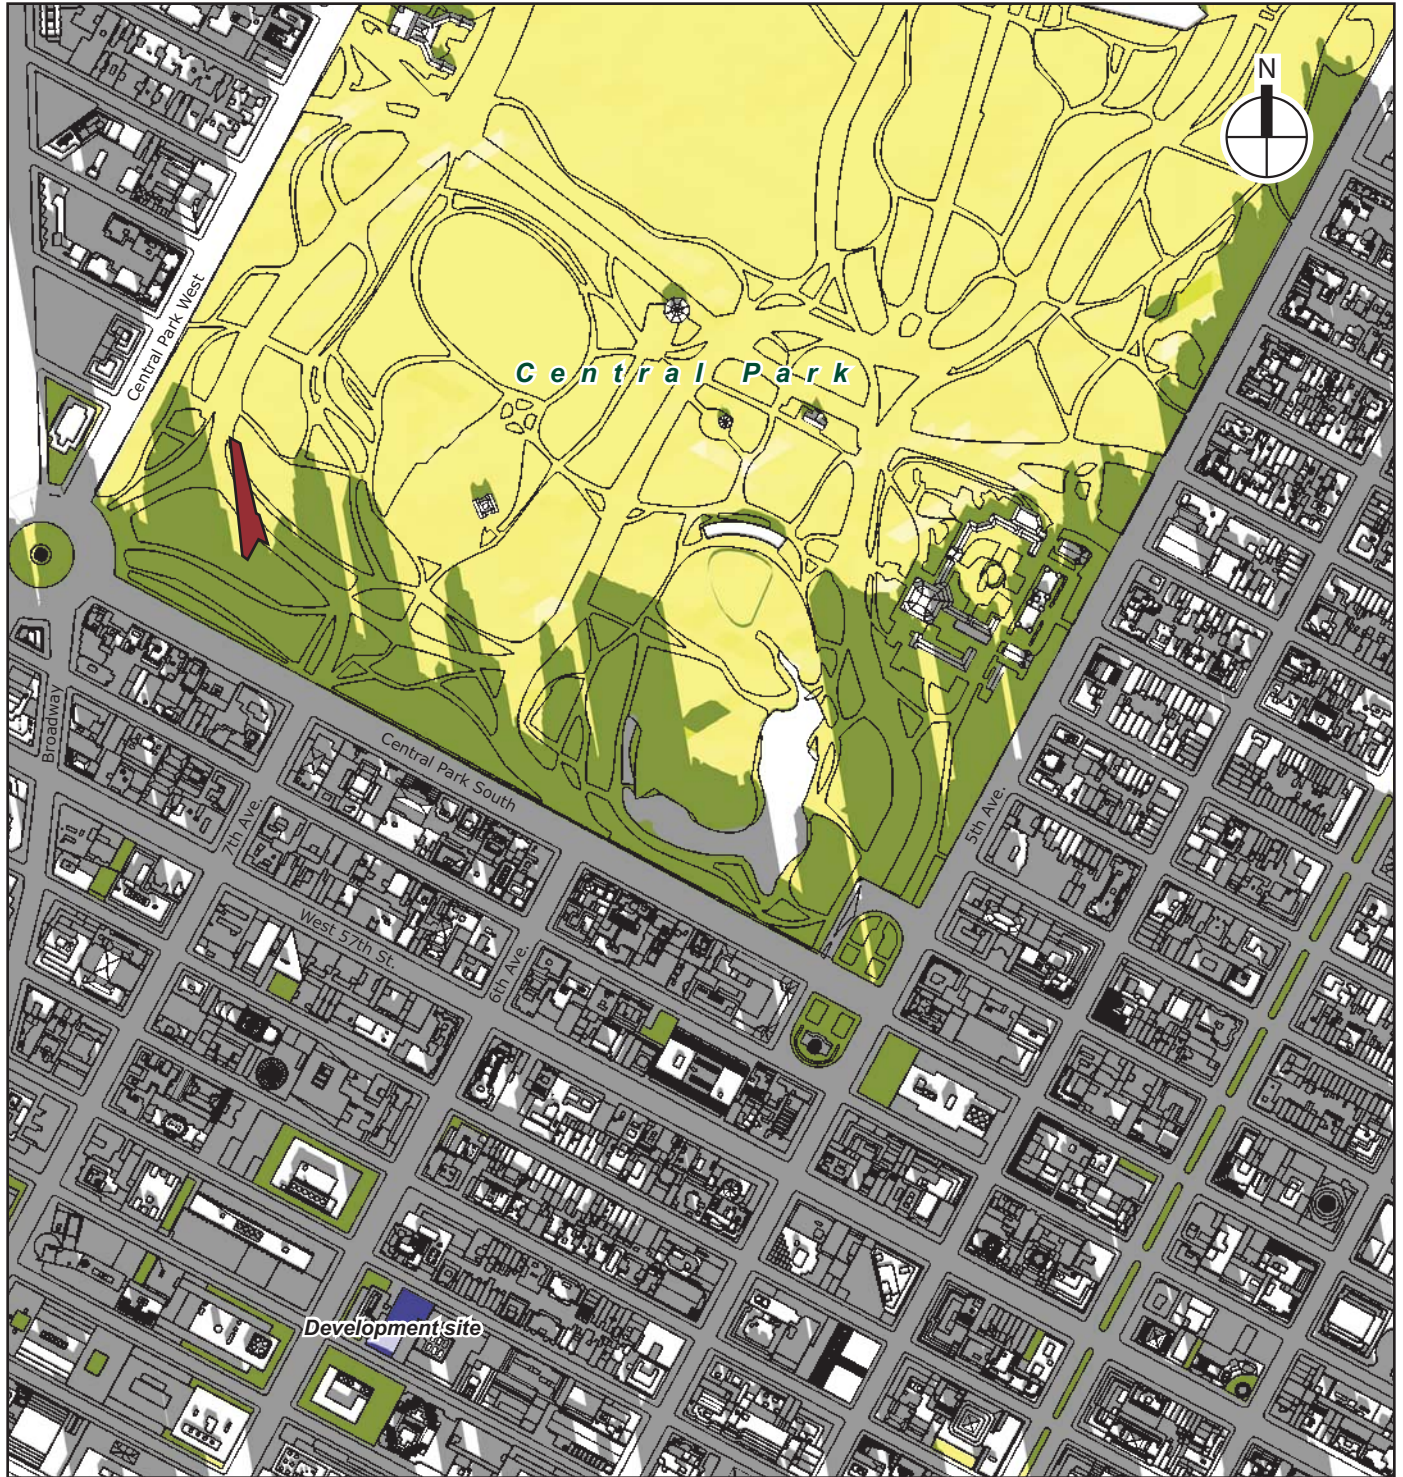 N
Central Park West
Central Park
Broadway
7th Ave.
Central Park South
5th Ave.
West 57th St.
6th Ave.
Development site